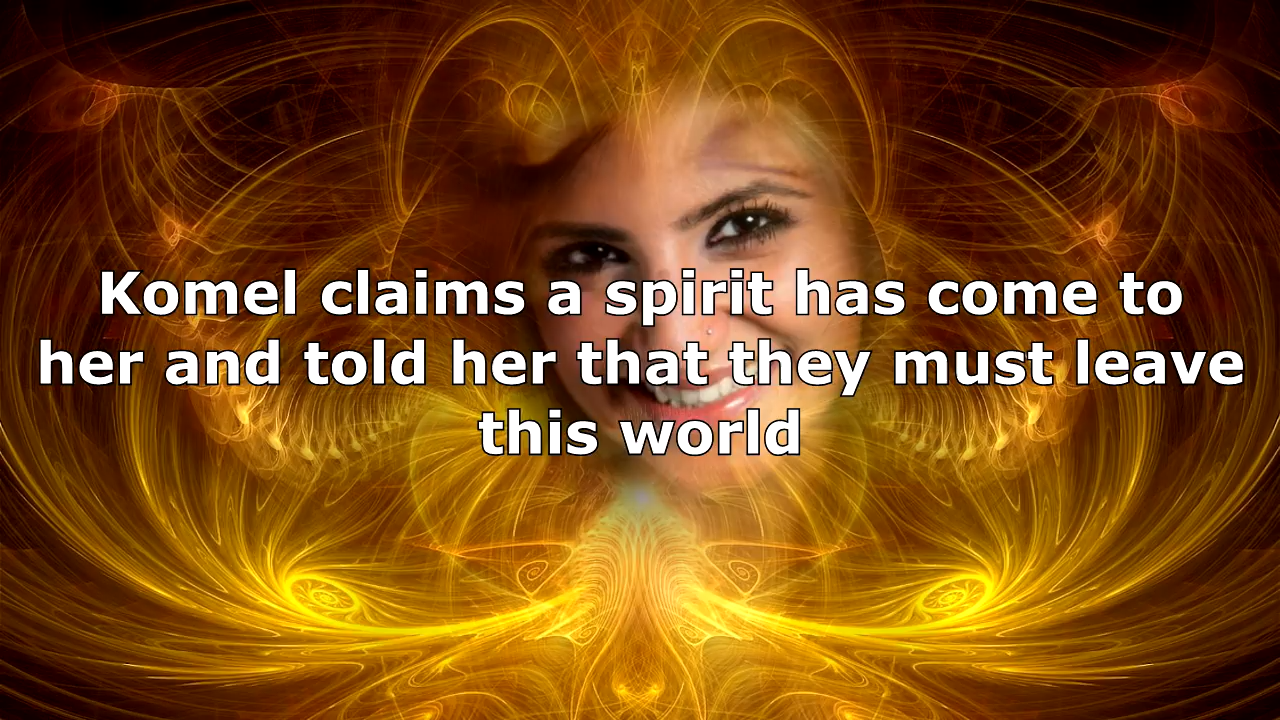 Komel claims a spirit has come to
her and told her that they must leave
this world